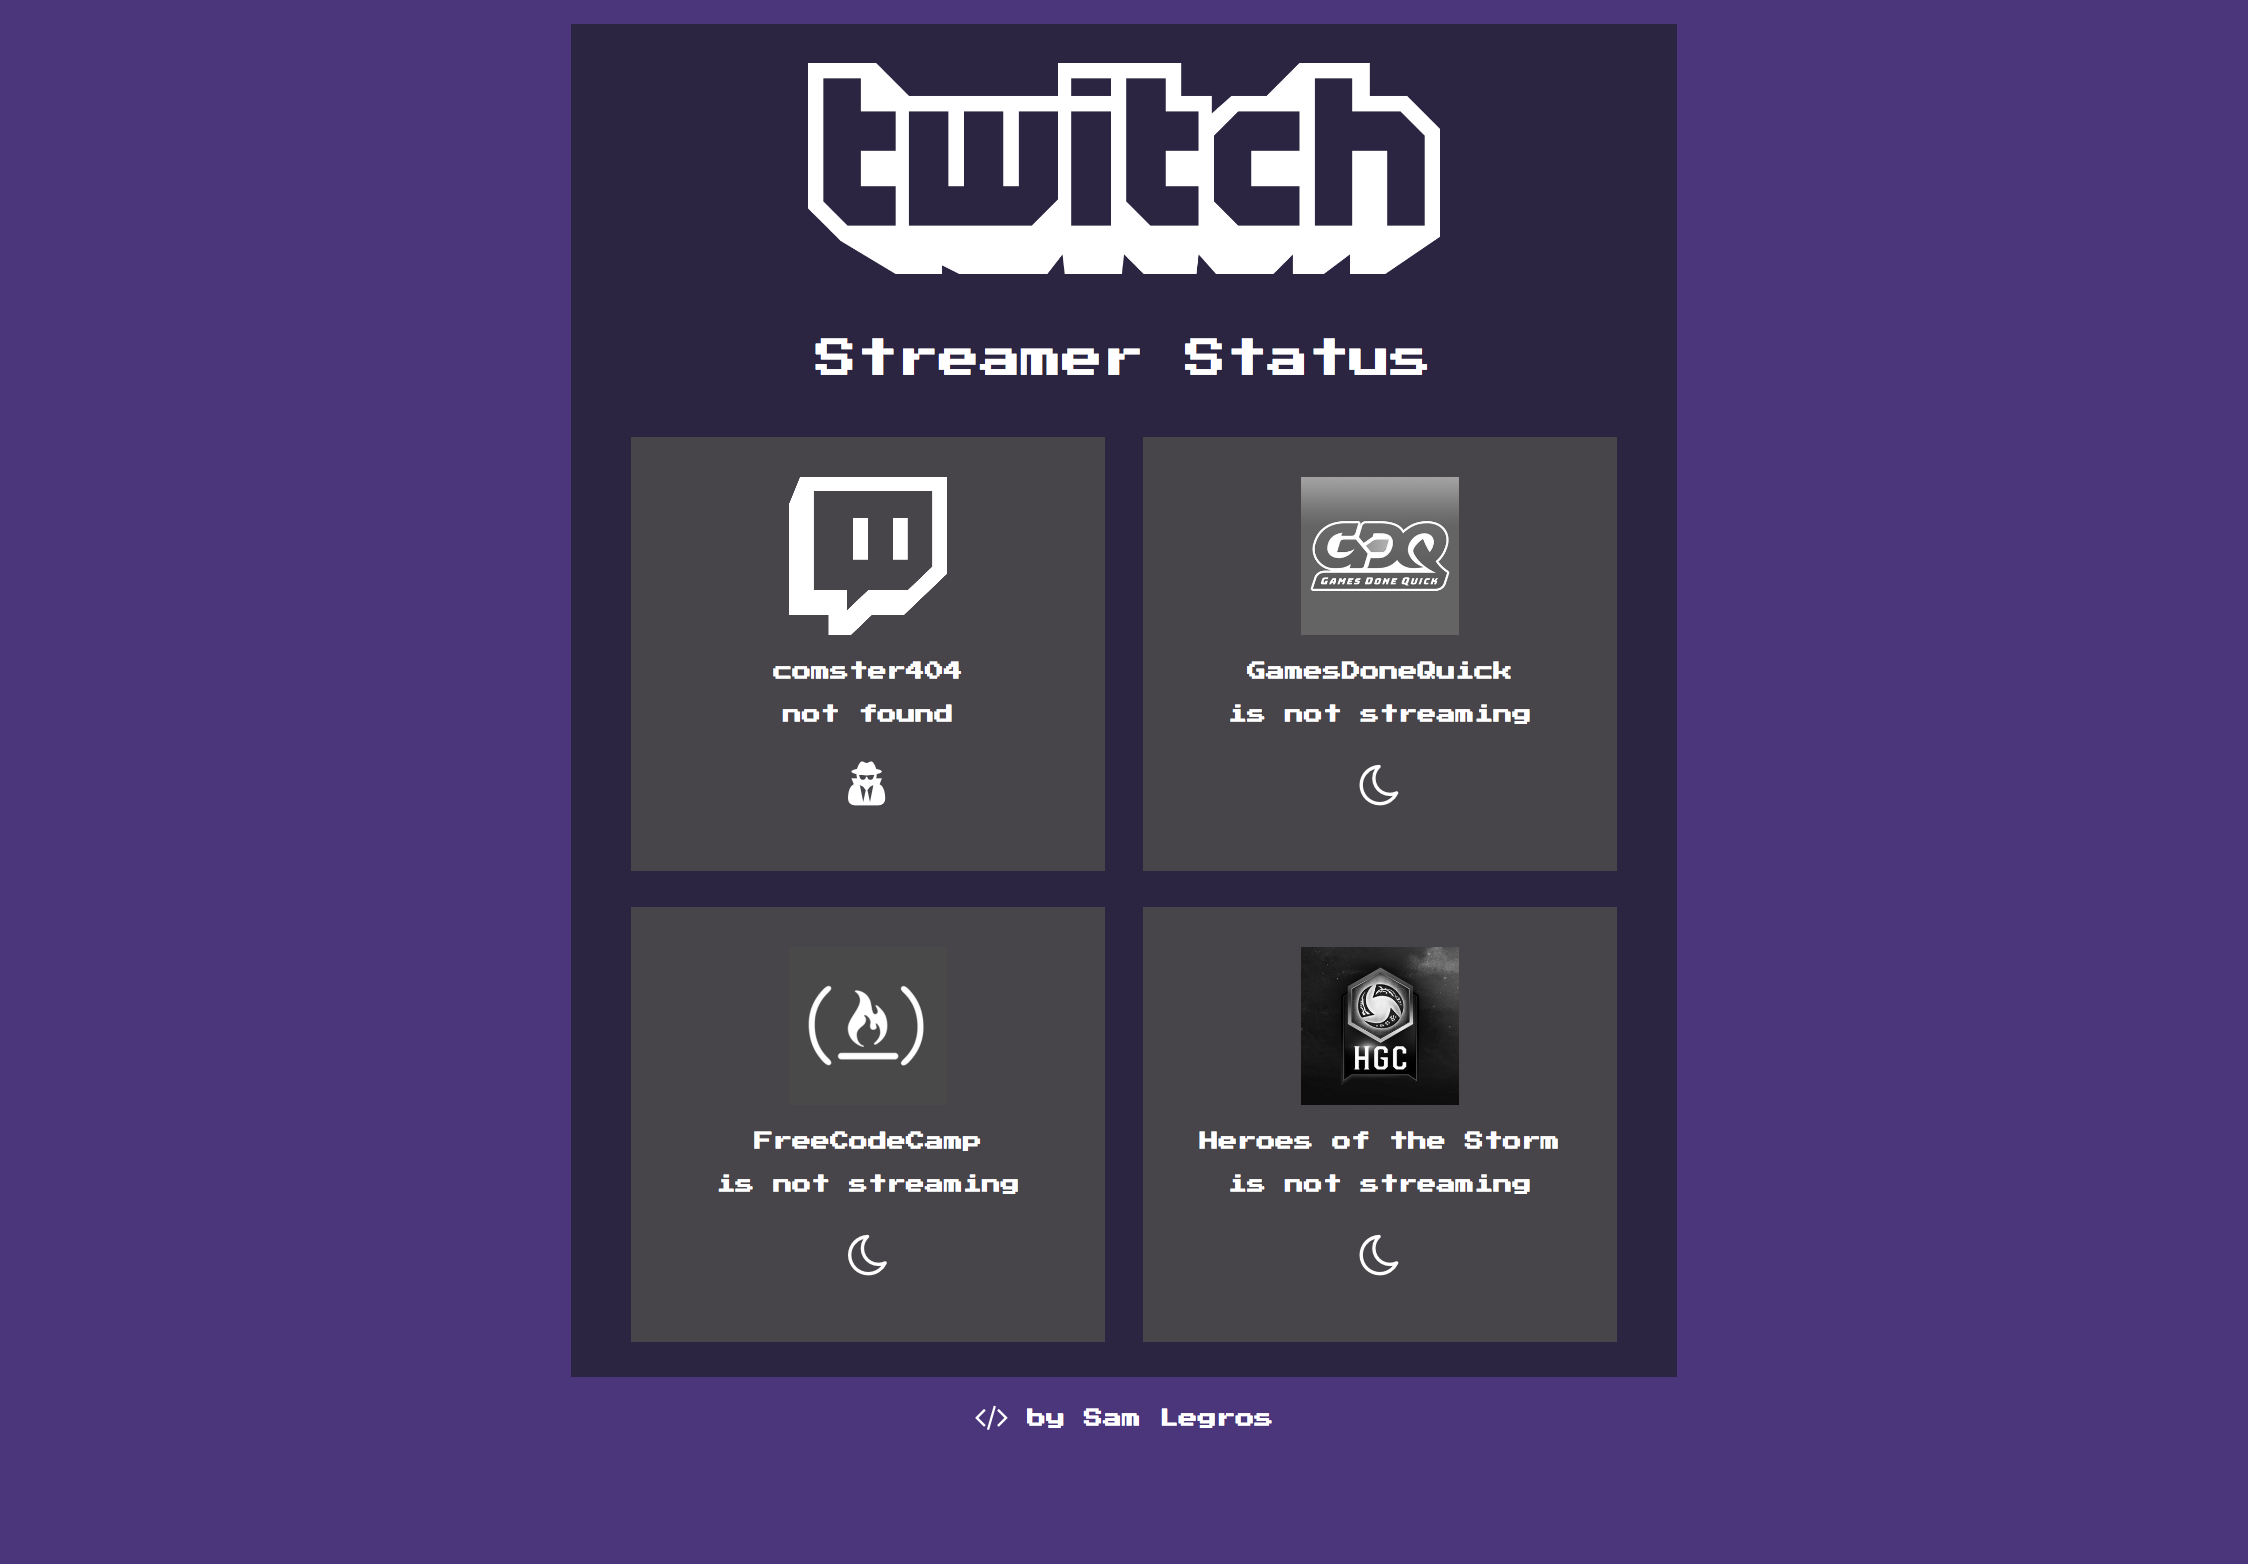 twitch
Streamer Status
comster404
not found
GDQ
GAMES DONE QUICK
GamesDoneQuick
is not streaming
FreeCodeCamp
is not streaming
HGC
Heroes of the Storm
is not streaming
</> by Sam Legros